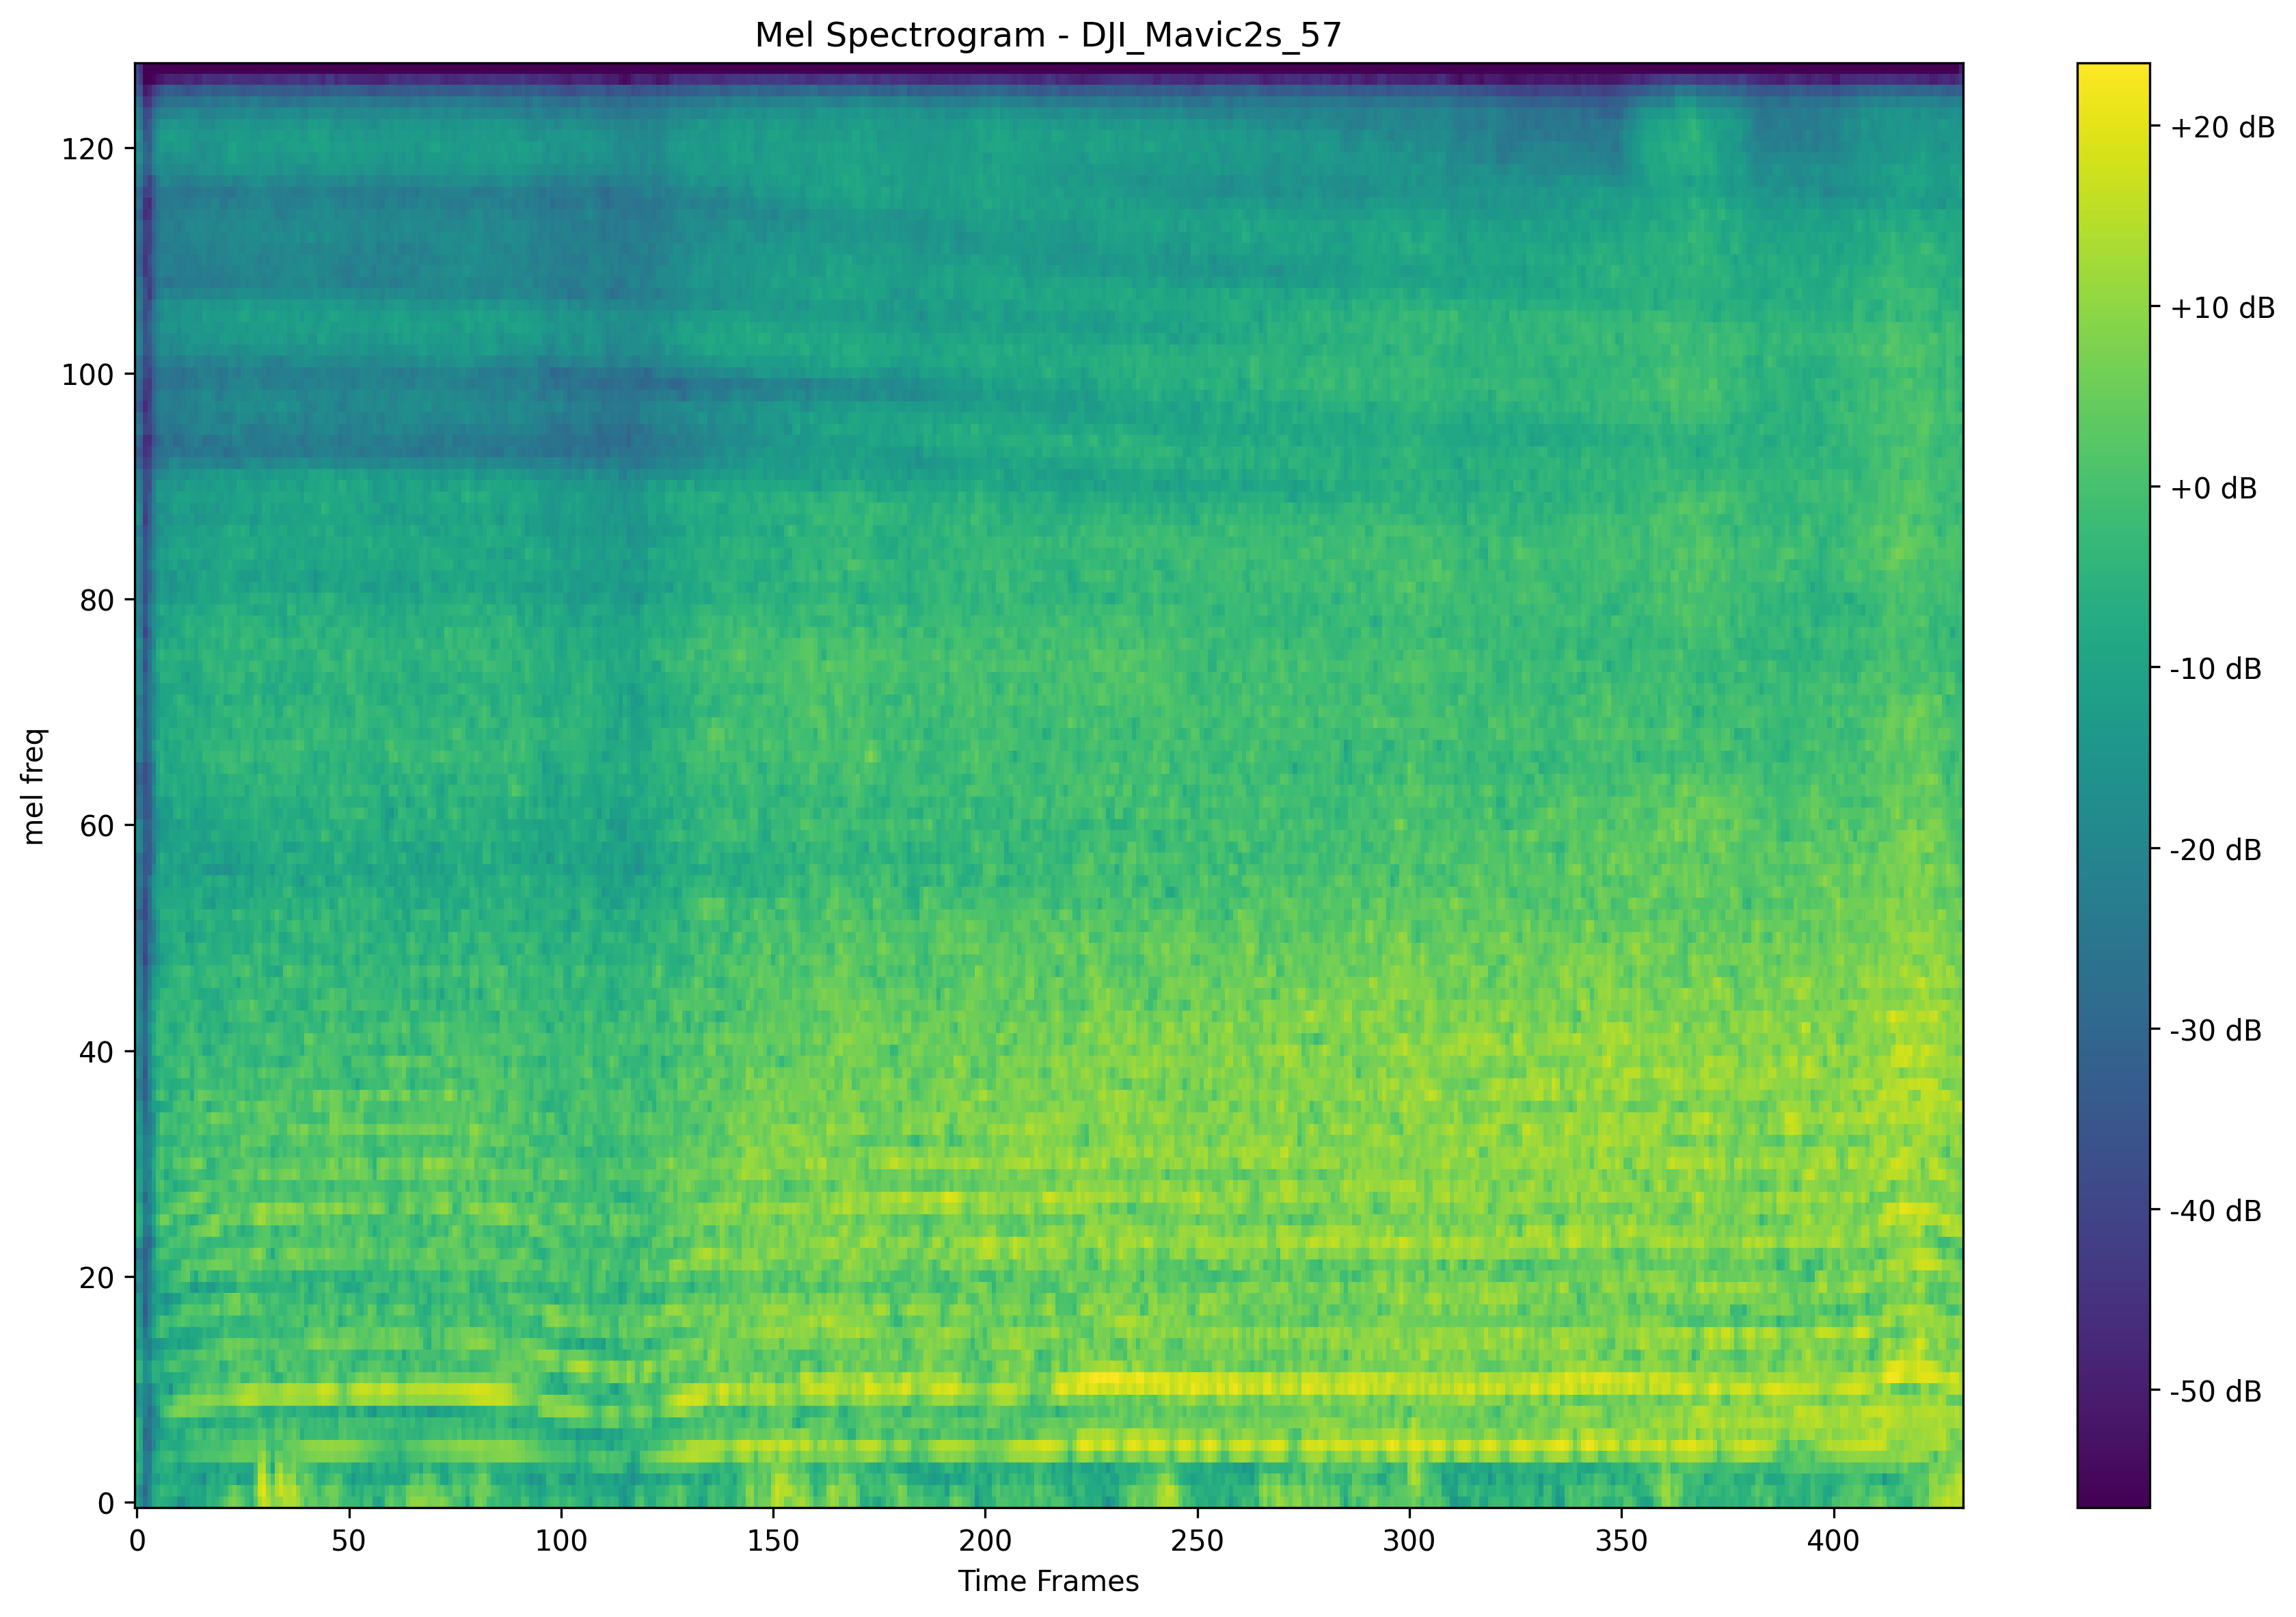 Mel Spectrogram - DJI_Mavic2s_57
mel freq
120
100
80
60
40
20
0
0 50 100 150 200 250 300 350 400
Time Frames
+20 dB
+10 dB
+0 dB
-10 dB
-20 dB
-30 dB
-40 dB
-50 dB